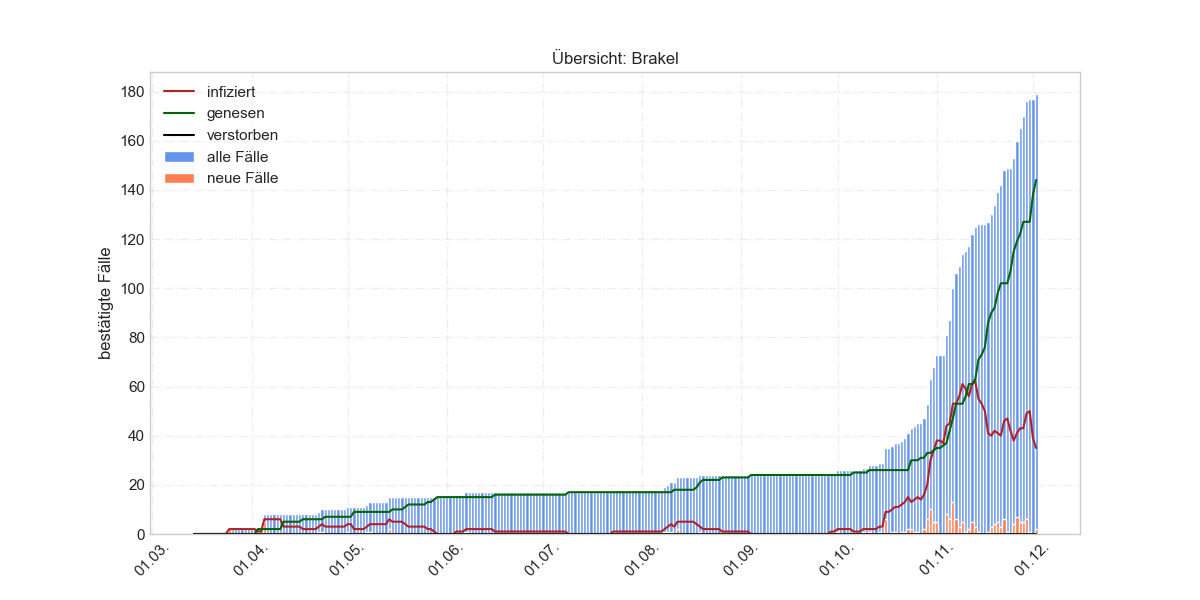 Übersicht: Brakel
infiziert
genesen
verstorben
alle Fälle
neue Fälle
bestätigte Fälle
180
160
140
120
100
80
60
40
20
0
01.03.
01.04.
01.05.
01.06.
01.07.
01.08.
01.09.
01.10.
01.11.
01.12.